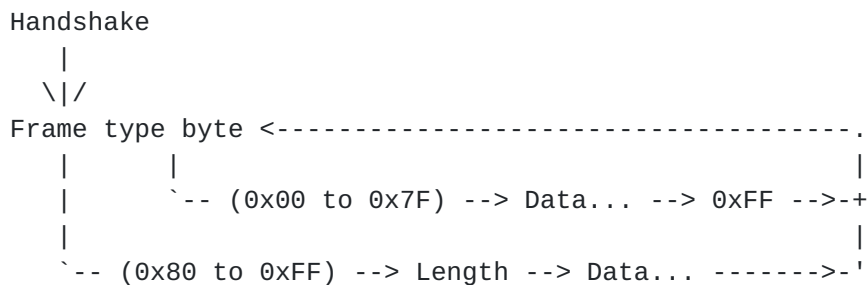 Handshake
   |
  \|/
Frame type byte <-------------------------------------.
   |      |                                           |
   |      `-- (0x00 to 0x7F) --> Data... --> 0xFF -->-+
   |                                                  |
   `-- (0x80 to 0xFF) --> Length --> Data... ------->-'